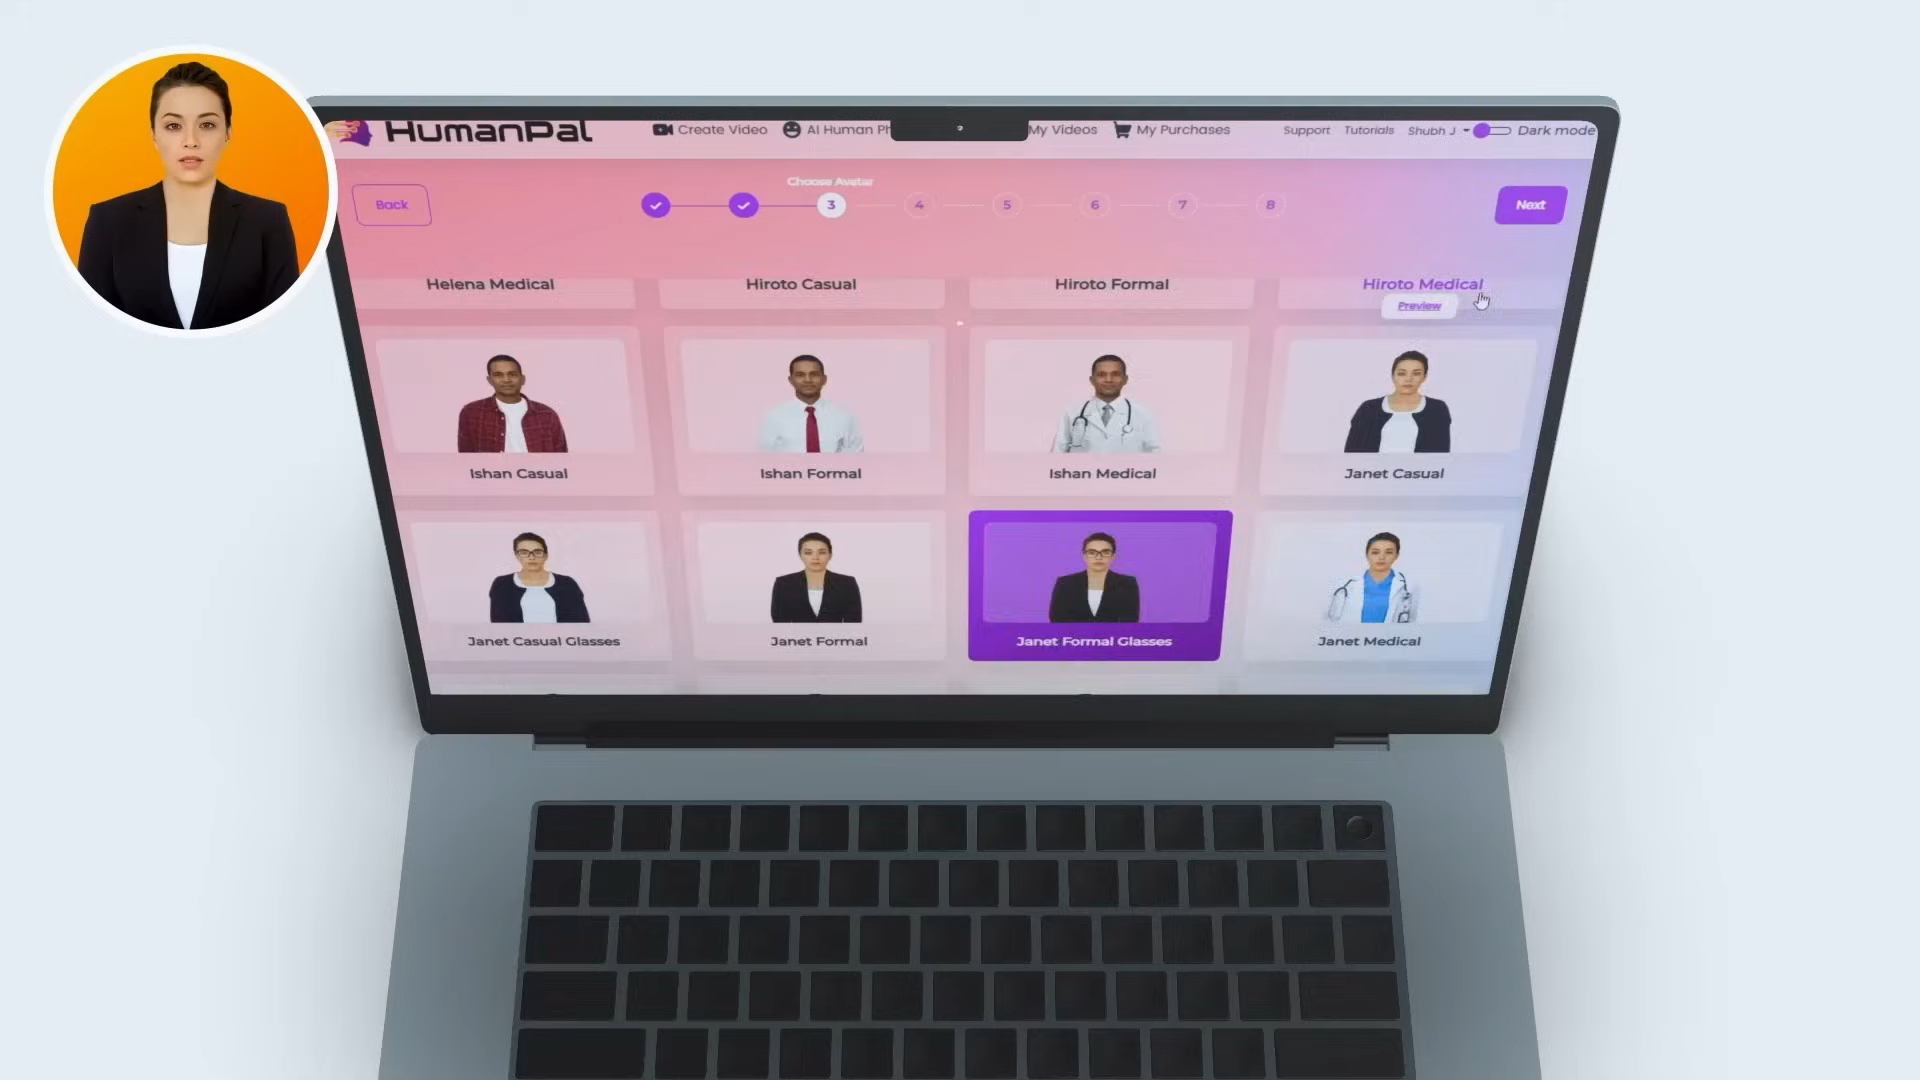 HumanPal
Create Video
AI Human
My Videos
My Purchases
Support
Tutorials
Shubh J
Dark mode
Back
Choose Avatar
3
4
5
6
7
8
Next
Helena Medical
Hiroto Casual
Hiroto Formal
Hiroto Medical
Preview
Ishan Casual
Ishan Formal
Ishan Medical
Janet Casual
Janet Casual Glasses
Janet Formal
Janet Formal Glasses
Janet Medical